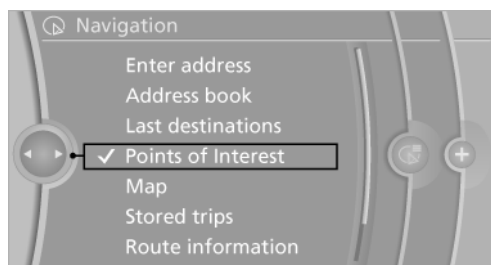 Navigation
Enter address
Address book
Last destinations
✓ Points of Interest
Map
Stored trips
Route information